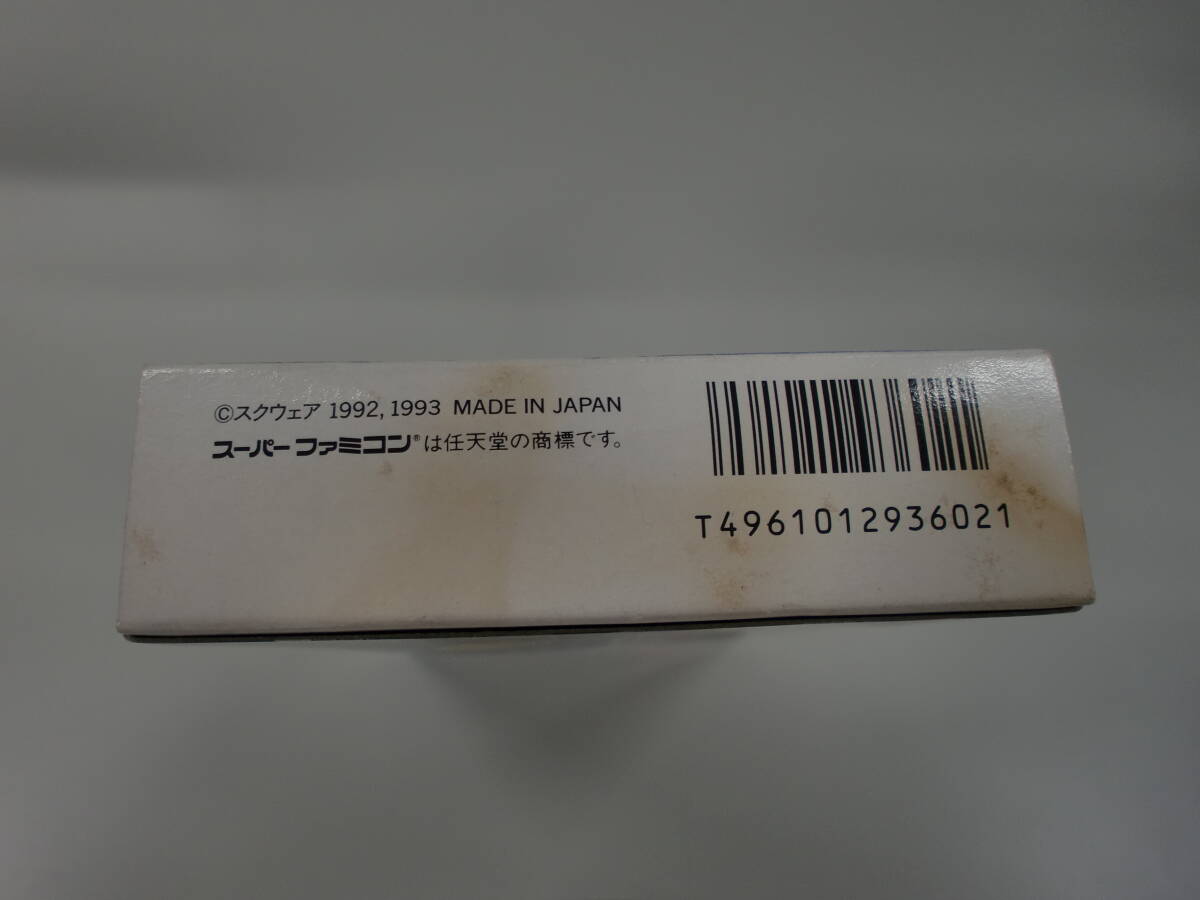 ©スクウェア 1992, 1993 MADE IN JAPAN
スーパーファミコン®は任天堂の商標です。
T4961012936021